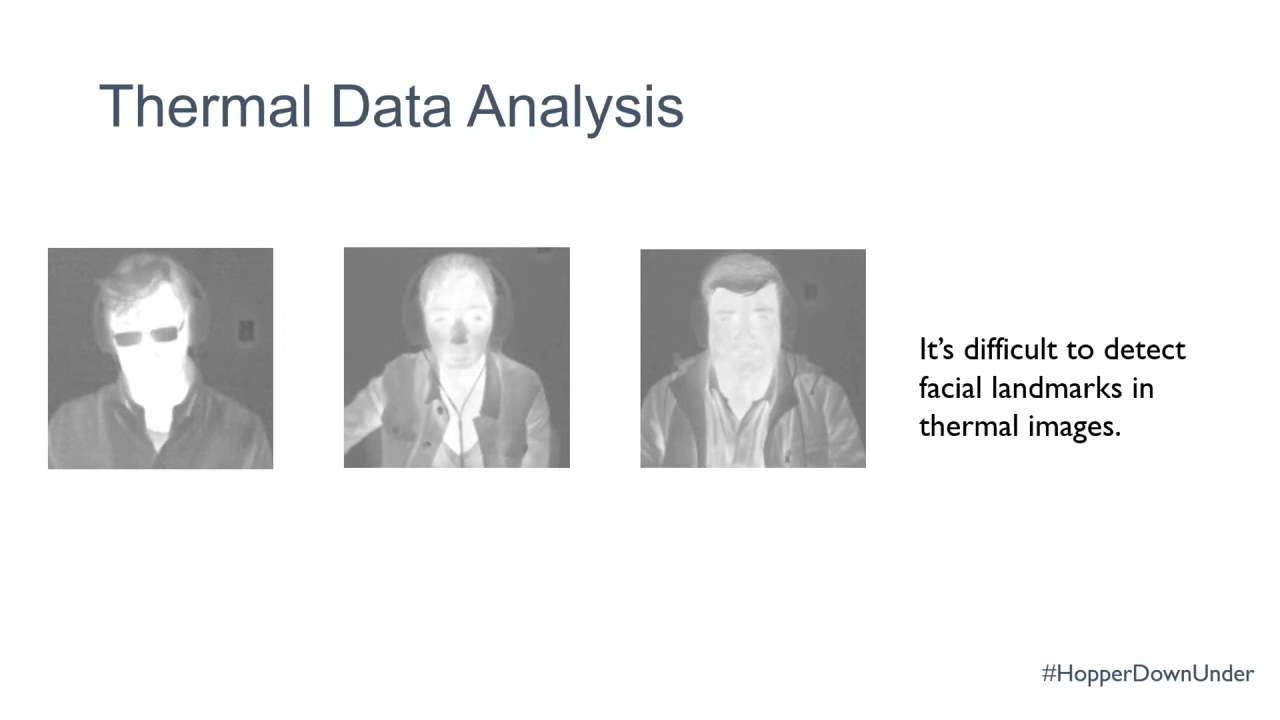 Thermal Data Analysis
It’s difficult to detect
facial landmarks in
thermal images.
#HopperDownUnder